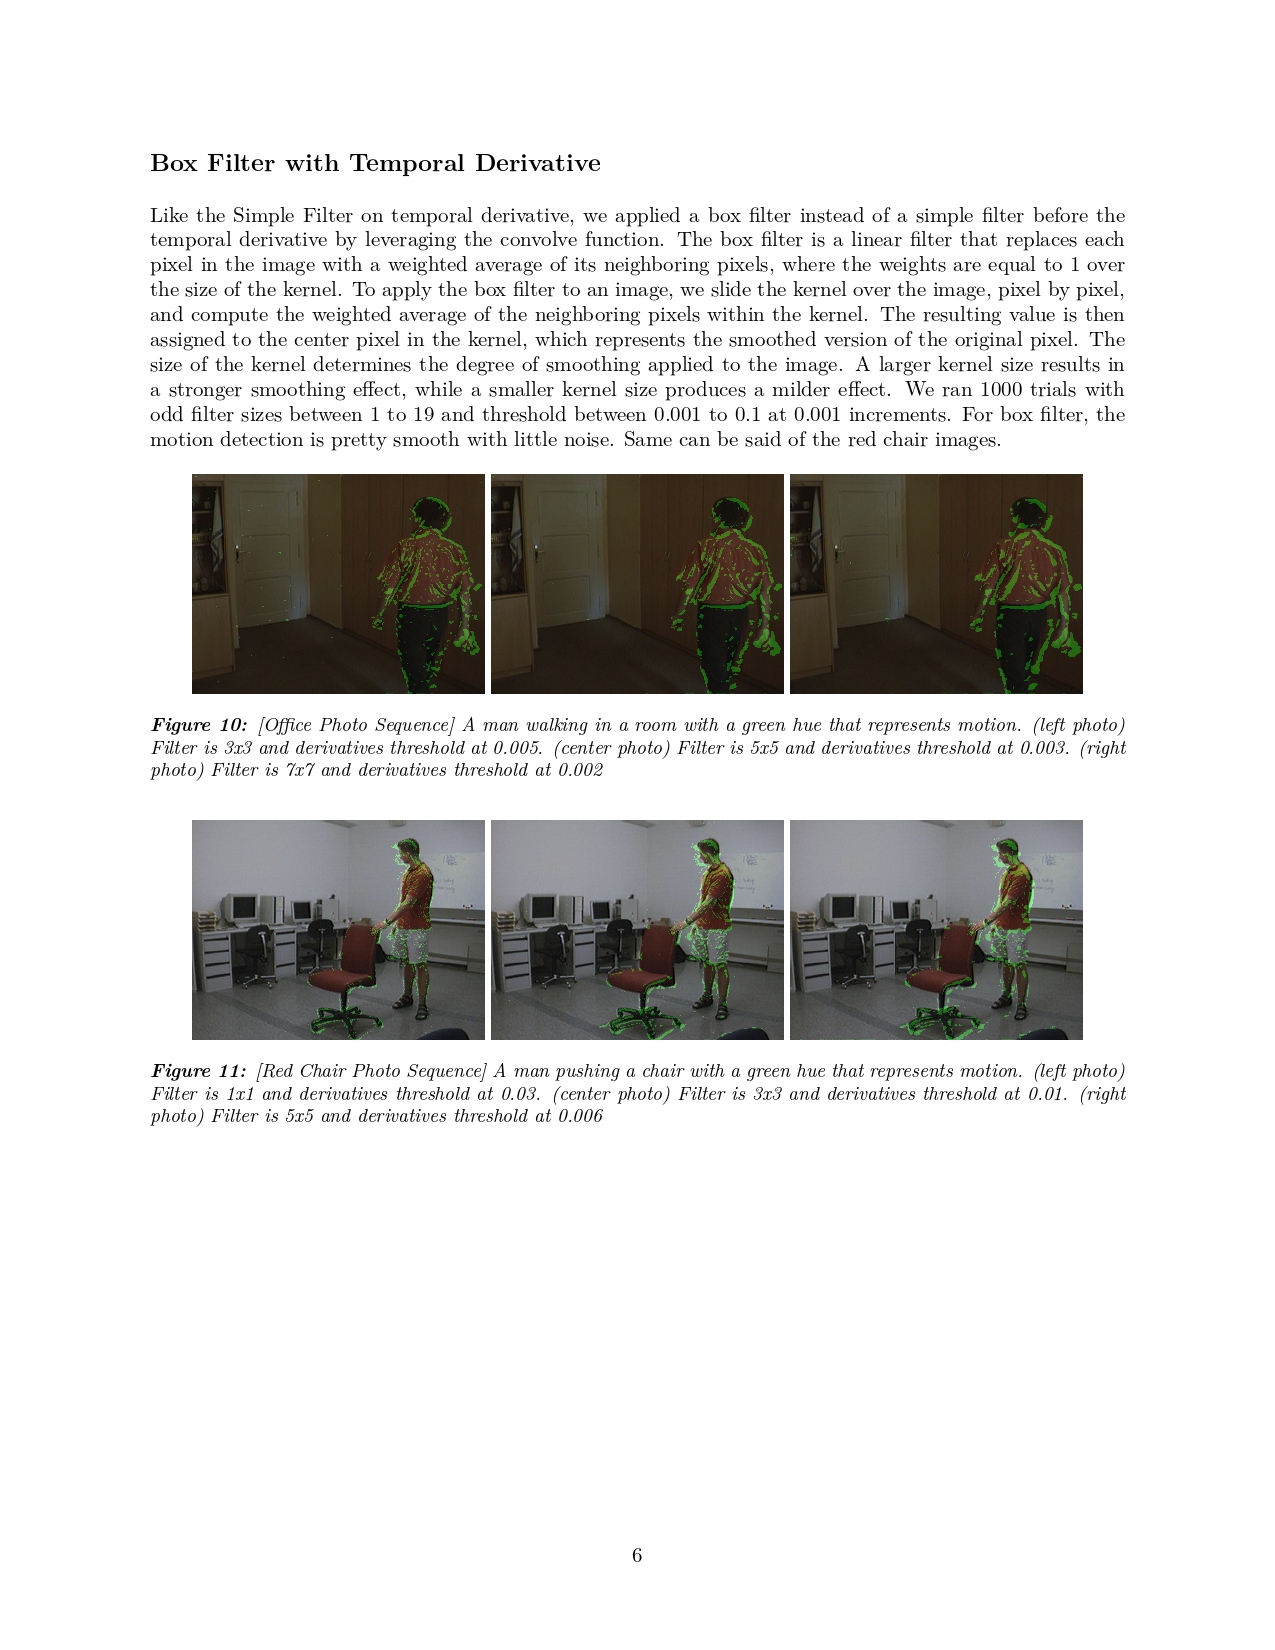 Box Filter with Temporal Derivative
Like the Simple Filter on temporal derivative, we applied a box filter instead of a simple filter before the
temporal derivative by leveraging the convolve function. The box filter is a linear filter that replaces each
pixel in the image with a weighted average of its neighboring pixels, where the weights are equal to 1 over
the size of the kernel. To apply the box filter to an image, we slide the kernel over the image, pixel by pixel,
and compute the weighted average of the neighboring pixels within the kernel. The resulting value is then
assigned to the center pixel in the kernel, which represents the smoothed version of the original pixel. The
size of the kernel determines the degree of smoothing applied to the image. A larger kernel size results in
a stronger smoothing effect, while a smaller kernel size produces a milder effect. We ran 1000 trials with
odd filter sizes between 1 to 19 and threshold between 0.001 to 0.1 at 0.001 increments. For box filter, the
motion detection is pretty smooth with little noise. Same can be said of the red chair images.
Figure 10: [Office Photo Sequence] A man walking in a room with a green hue that represents motion. (left photo)
Filter is 3x3 and derivatives threshold at 0.005. (center photo) Filter is 5x5 and derivatives threshold at 0.003. (right
photo) Filter is 7x7 and derivatives threshold at 0.002
Figure 11: [Red Chair Photo Sequence] A man pushing a chair with a green hue that represents motion. (left photo)
Filter is 1x1 and derivatives threshold at 0.03. (center photo) Filter is 3x3 and derivatives threshold at 0.01. (right
photo) Filter is 5x5 and derivatives threshold at 0.006
6